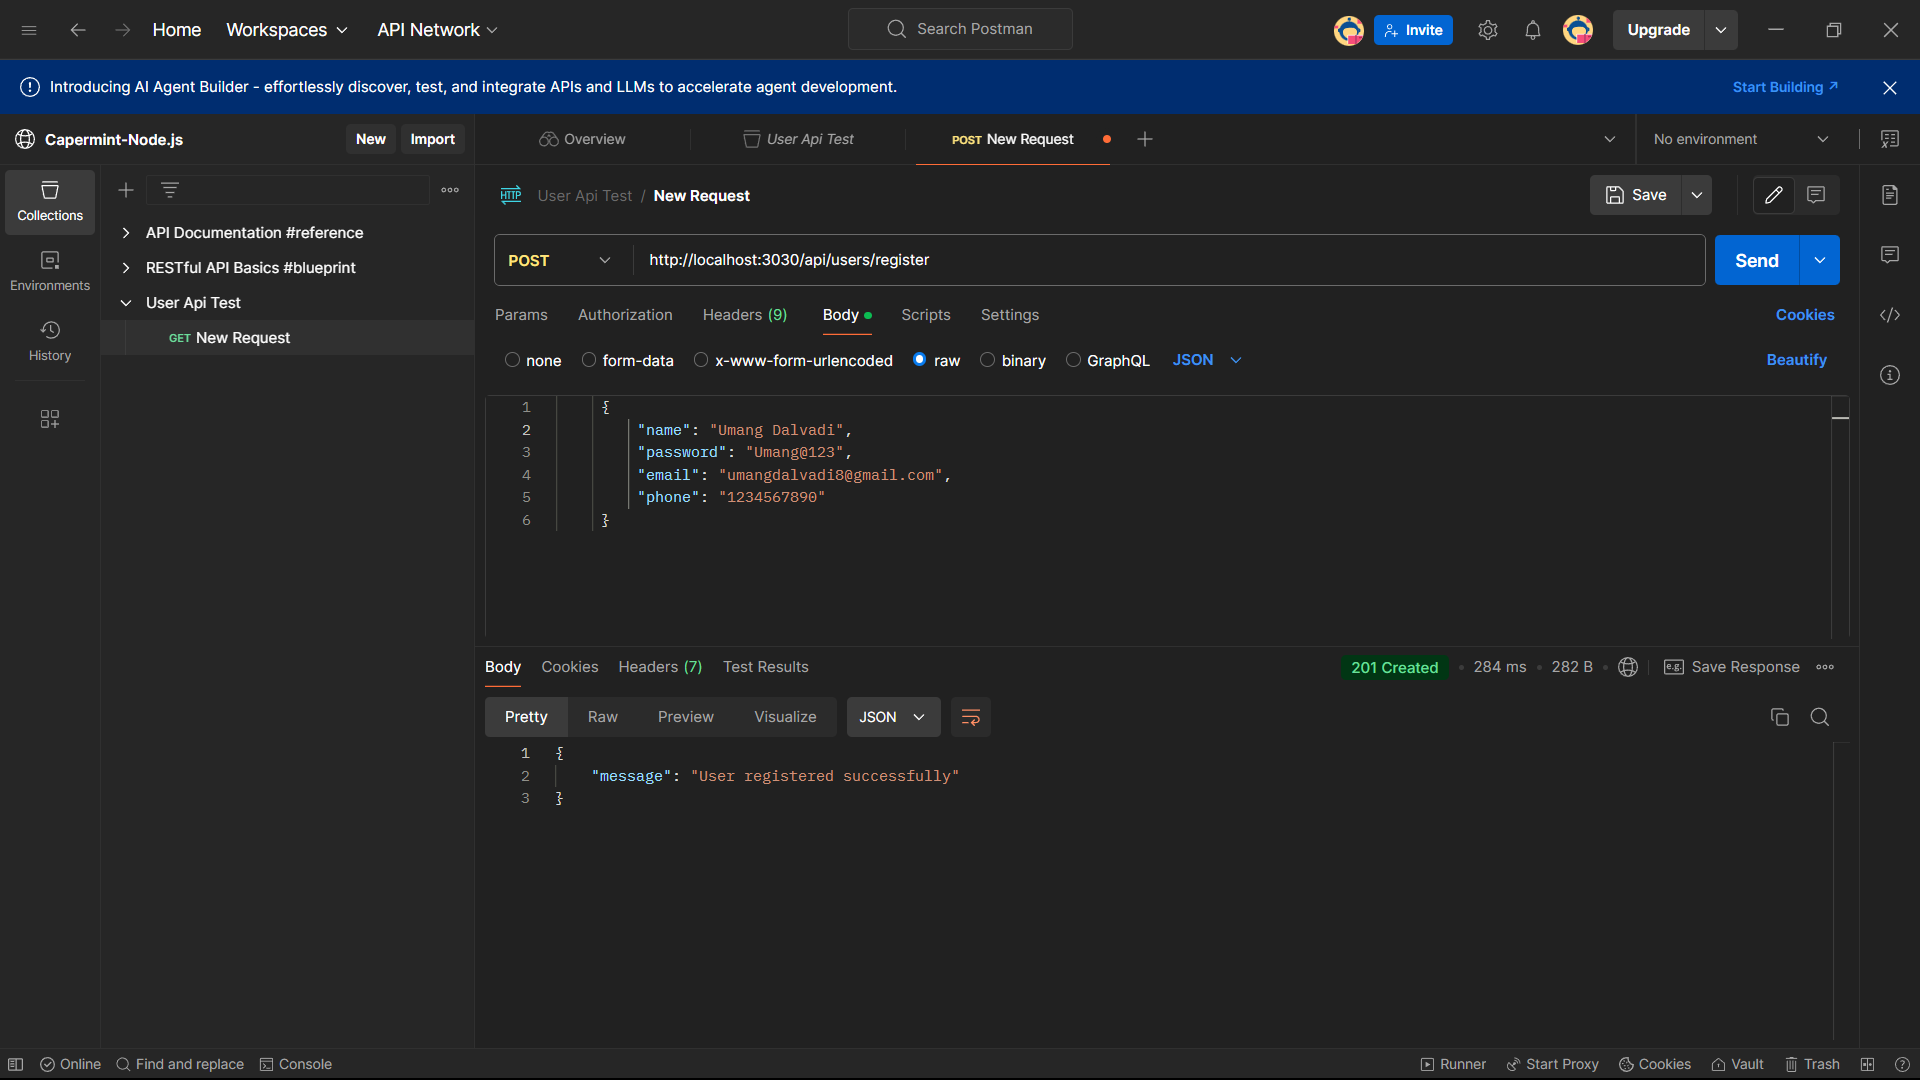 Home Workspaces API Network Search Postman Invite Upgrade
Introducing AI Agent Builder - effortlessly discover, test, and integrate APIs and LLMs to accelerate agent development. Start Building
Capermint-Node.js New Import Overview User Api Test POST New Request No environment
Collections
Environments
History
API Documentation #reference
RESTful API Basics #blueprint
User Api Test
GET New Request
HTTP User Api Test / New Request Save
POST http://localhost:3030/api/users/register Send
Params Authorization Headers (9) Body Scripts Settings Cookies
none form-data x-www-form-urlencoded raw binary GraphQL JSON Beautify
1 {
2 "name": "Umang Dalvadi",
3 "password": "Umang@123",
4 "email": "umangdalvadi8@gmail.com",
5 "phone": "1234567890"
6 }
Body Cookies Headers (7) Test Results 201 Created • 284 ms • 282 B • e.g. Save Response
Pretty Raw Preview Visualize JSON
1 {
2 "message": "User registered successfully"
3 }
Online Find and replace Console Runner Start Proxy Cookies Vault Trash